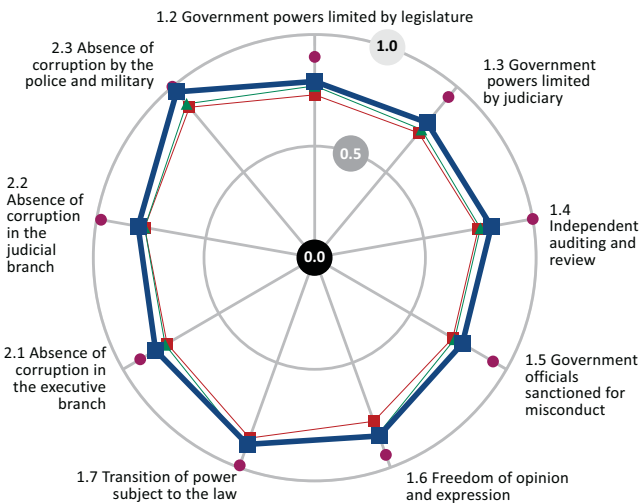 1.2 Government powers limited by legislature
2.3 Absence of
corruption by the
police and military
1.0
1.3 Government
powers limited
by judiciary
0.5
2.2
Absence of
corruption
in the
judicial
branch
1.4
Independent
auditing and
review
0.0
2.1 Absence of
corruption in
the executive
branch
1.5 Government
officials
sanctioned for
misconduct
1.7 Transition of power
subject to the law
1.6 Freedom of opinion
and expression